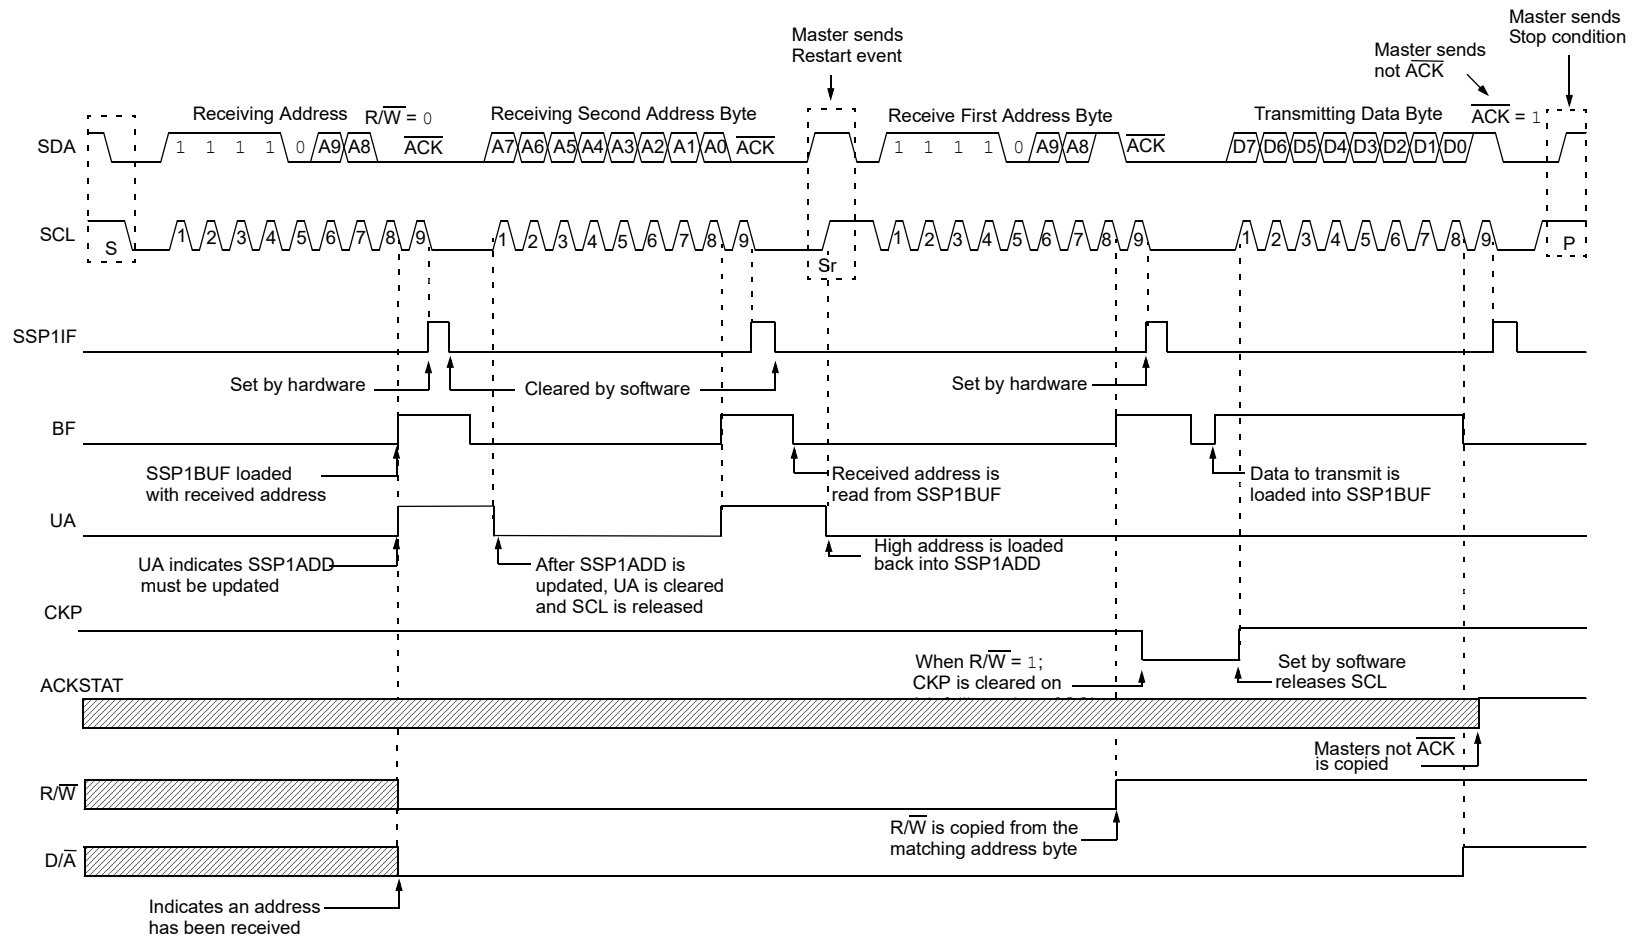 Master sends
Stop condition
Master sends
Restart event
Master sends
not ACK
Receiving Address R/W = 0
Receiving Second Address Byte
Receive First Address Byte
Transmitting Data Byte
ACK = 1
SDA 1 1 1 1 0 A9 A8 ACK A7 A6 A5 A4 A3 A2 A1 A0 ACK 1 1 1 1 0 A9 A8 ACK D7 D6 D5 D4 D3 D2 D1 D0
SCL S 1 2 3 4 5 6 7 8 9 1 2 3 4 5 6 7 8 9 Sr 1 2 3 4 5 6 7 8 9 1 2 3 4 5 6 7 8 9 P
SSP1IF
Set by hardware
Cleared by software
Set by hardware
BF
SSP1BUF loaded
with received address
Received address is
read from SSP1BUF
Data to transmit is
loaded into SSP1BUF
UA
UA indicates SSP1ADD
must be updated
After SSP1ADD is
updated, UA is cleared
and SCL is released
High address is loaded
back into SSP1ADD
CKP
When R/W = 1;
CKP is cleared on
Set by software
releases SCL
ACKSTAT
Masters not ACK
is copied
R/W
R/W is copied from the
matching address byte
D/A
Indicates an address
has been received